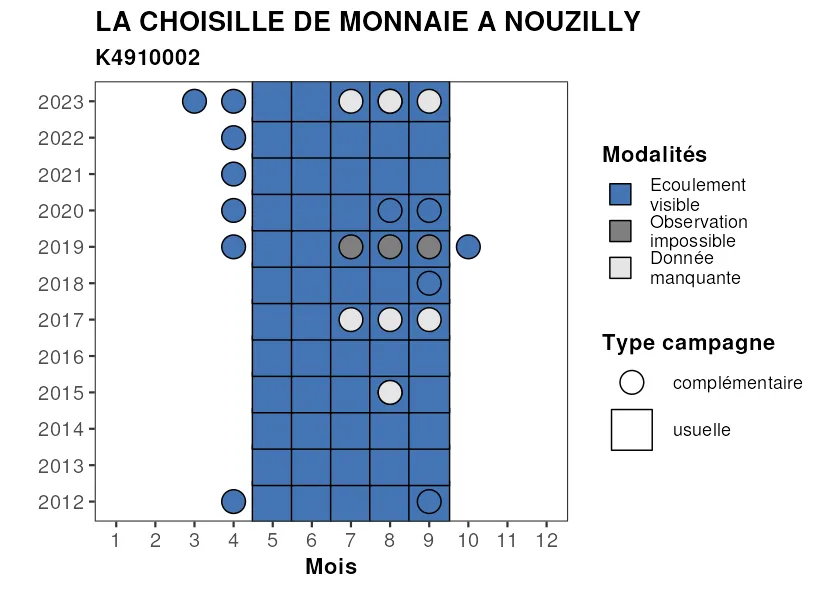 LA CHOISILLE DE MONNAIE A NOUZILLY
K4910002
2023
2022
2021
2020
2019
2018
2017
2016
2015
2014
2013
2012
1 2 3 4 5 6 7 8 9 10 11 12
Mois
Modalités
Ecoulement
visible
Observation
impossible
Donnée
manquante
Type campagne
complémentaire
usuelle